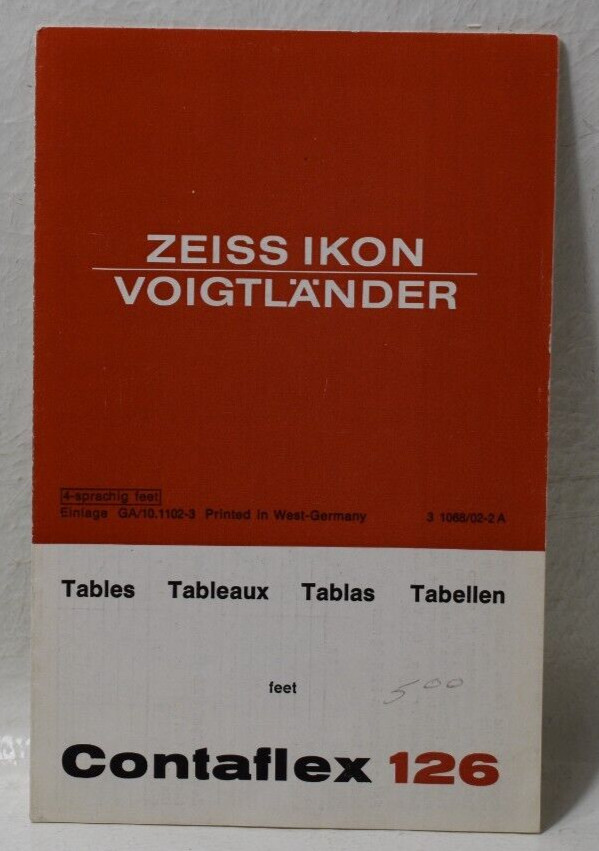 ZEISS IKON
VOIGTLÄNDER
4-sprachig feet
Einlage GA/10.1102-3 Printed in West-Germany 3 1068/02-2 A
Tables Tableaux Tablas Tabellen
feet
5 00
Contaflex 126